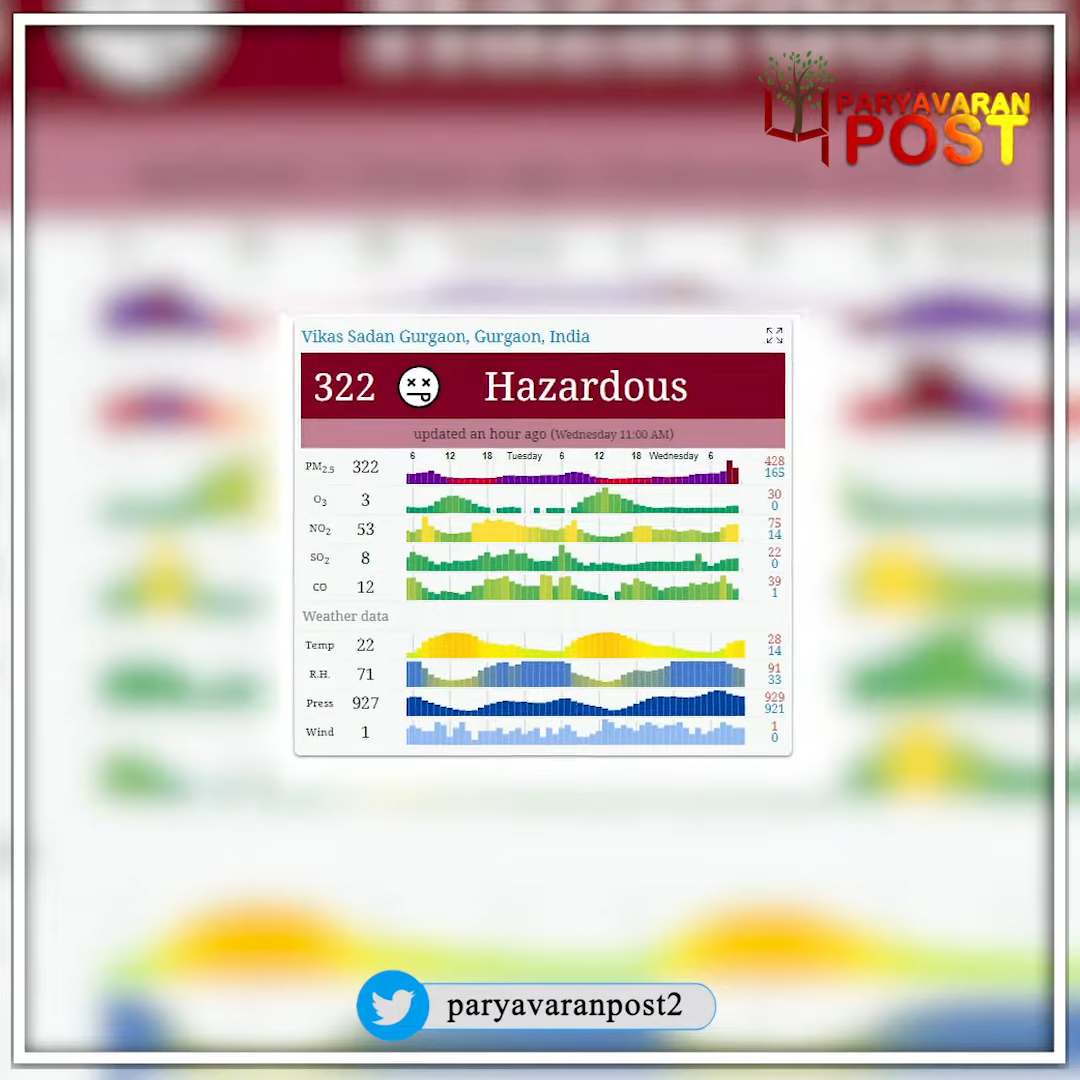 PARYAVARAN
POST
Vikas Sadan Gurgaon, Gurgaon, India
322 Hazardous
updated an hour ago (Wednesday 11:00 AM)
6 12 18 Tuesday 6 12 18 Wednesday 6
PM2.5 322 428 165
O3 3 30 0
NO2 53 75 14
SO2 8 22 0
CO 12 39 1
Weather data
Temp 22 28 14
R.H. 71 91 33
Press 927 929 921
Wind 1 1 0
paryavaranpost2